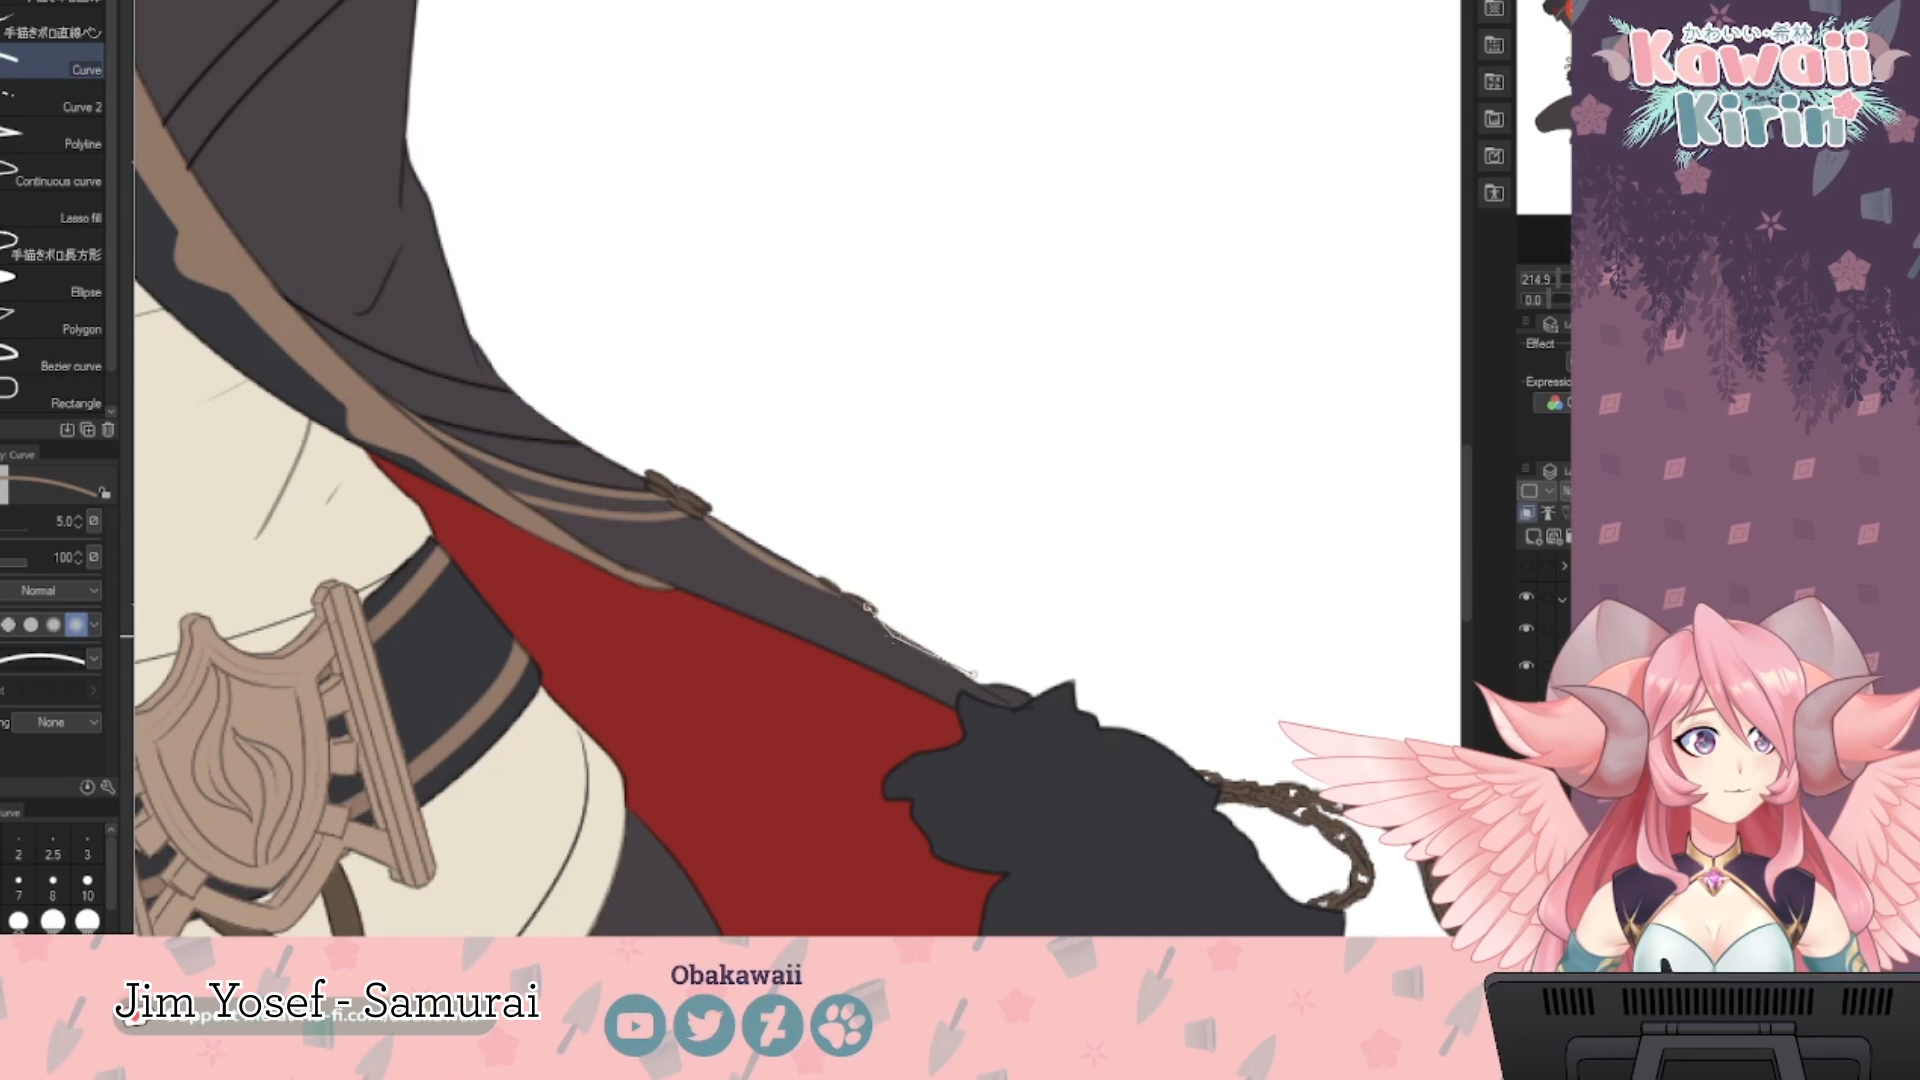 手描きボロ直線ペン
Curve
Curve 2
Polyline
Continuous curve
Lasso fill
手描きボロ長方形
Ellipse
Polygon
Bezier curve
Rectangle
y: Curve
5.0
100
Normal
None
urve
2 2.5 3
7 8 10
214.9
0.0
Effect
Expressio
かわいい・希林
Kawaii
Kirin
Jim Yosef - Samurai
Obakawaii